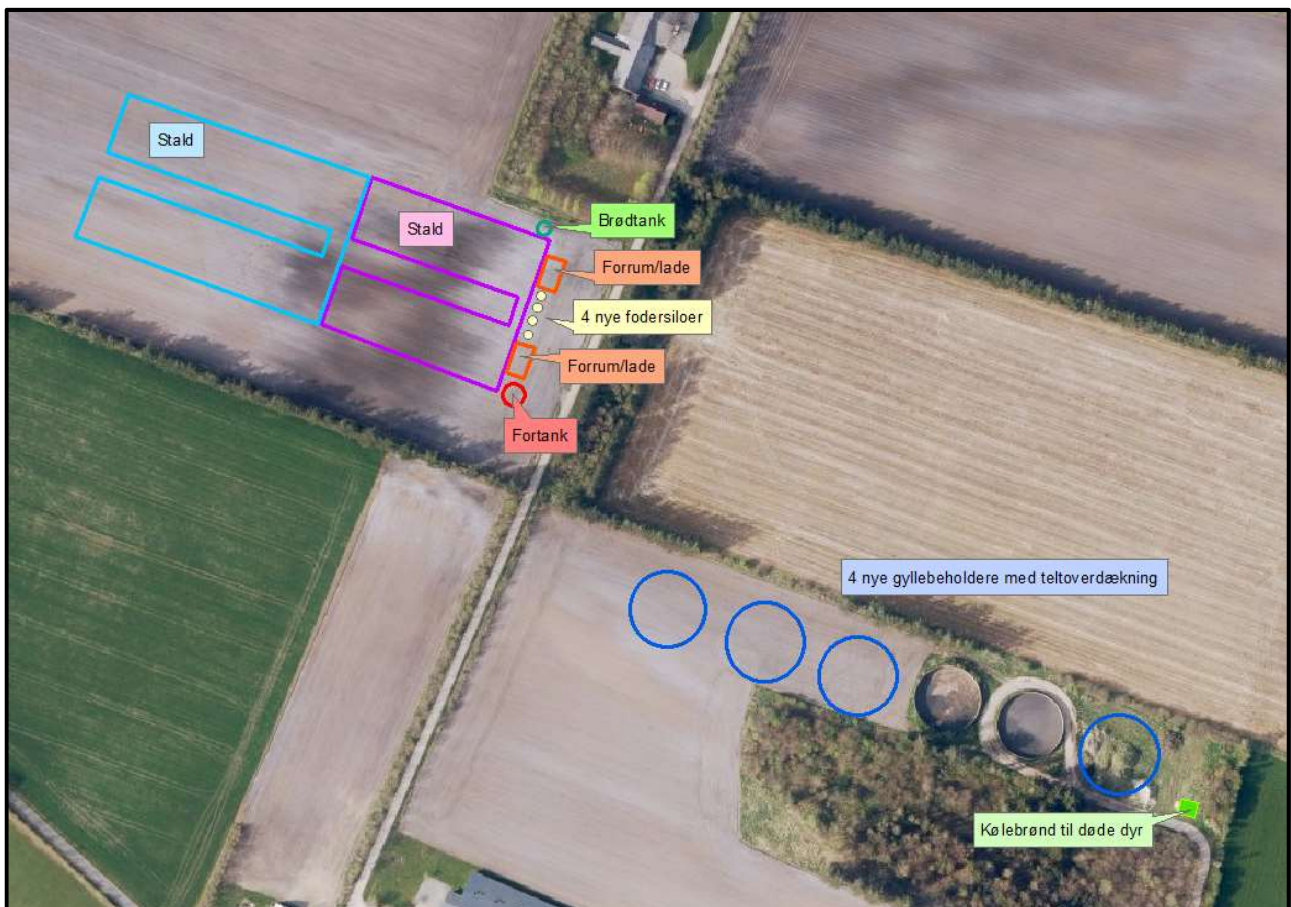 Stald
Stald
Brødtank
Forrum/lade
4 nye fodersiloer
Forrum/lade
Fortank
4 nye gyllebeholdere med teltoverdækning
Kølebrønd til døde dyr